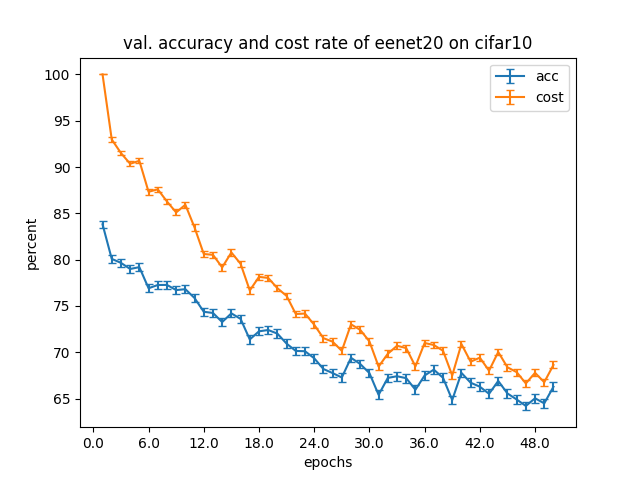 val. accuracy and cost rate of eenet20 on cifar10
acc
cost
percent
100
95
90
85
80
75
70
65
0.0 6.0 12.0 18.0 24.0 30.0 36.0 42.0 48.0
epochs